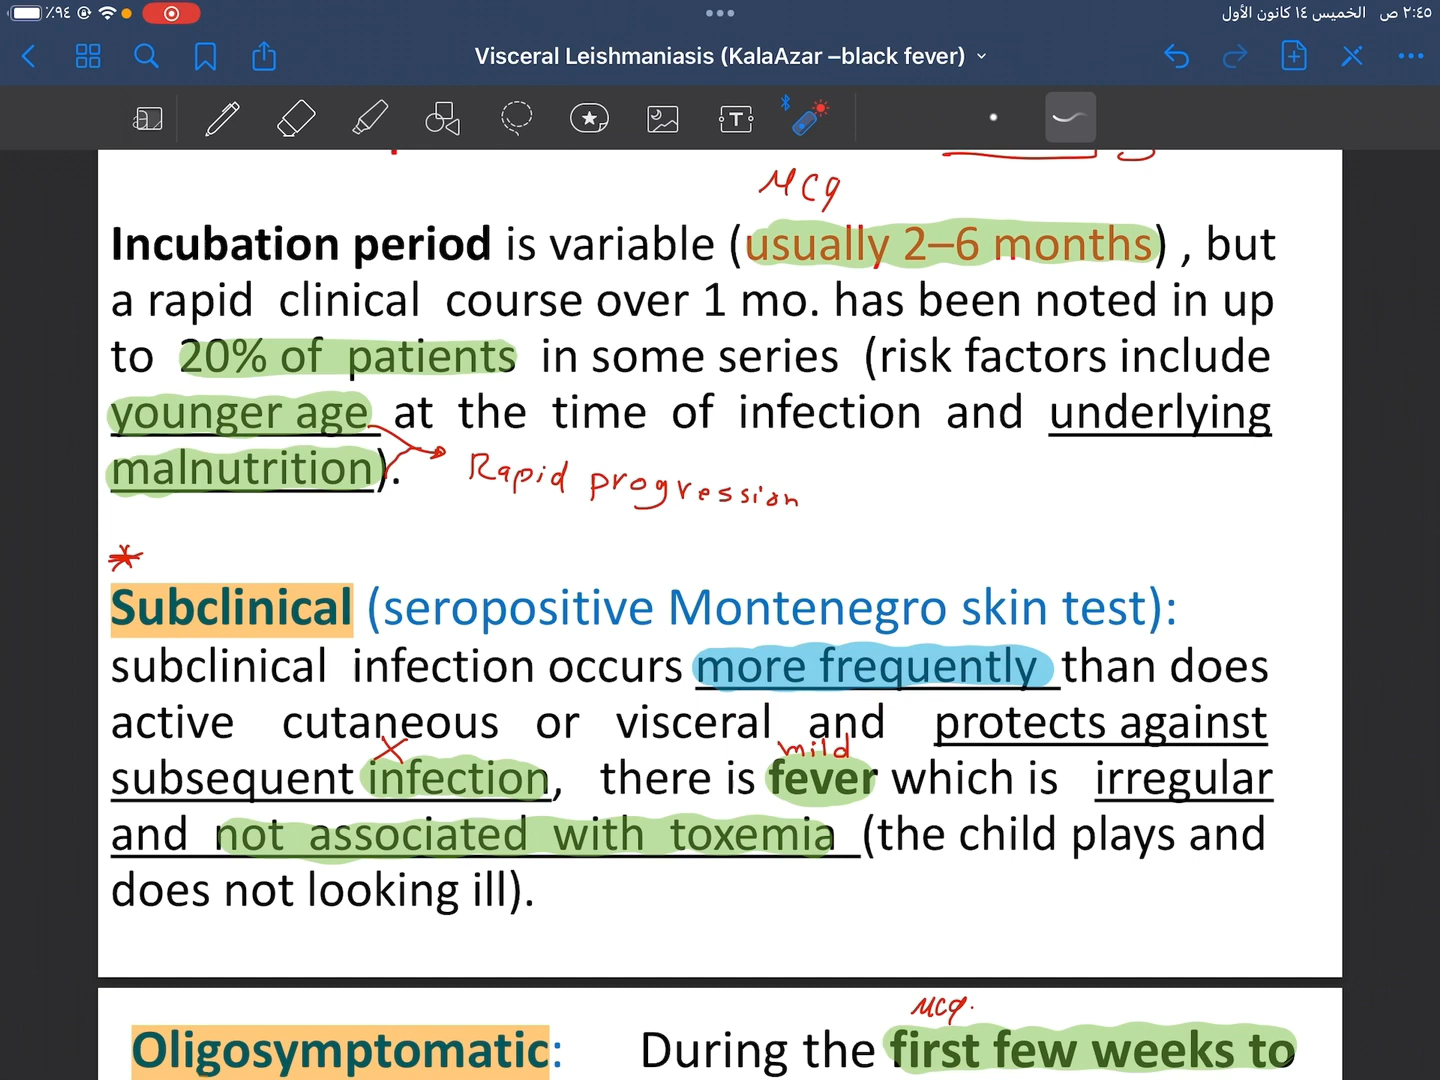 ٪٩٤
٢:٤٥ ص الخميس ١٤ كانون الأول
Visceral Leishmaniasis (KalaAzar –black fever)
MCq
Incubation period is variable (usually 2–6 months) , but
a rapid clinical course over 1 mo. has been noted in up
to 20% of patients in some series (risk factors include
younger age at the time of infection and underlying
malnutrition).
Rapid progression
*
Subclinical (seropositive Montenegro skin test):
subclinical infection occurs more frequently than does
active cutaneous or visceral and protects against
mild
subsequent infection, there is fever which is irregular
and not associated with toxemia (the child plays and
does not looking ill).
MCq.
Oligosymptomatic: During the first few weeks to